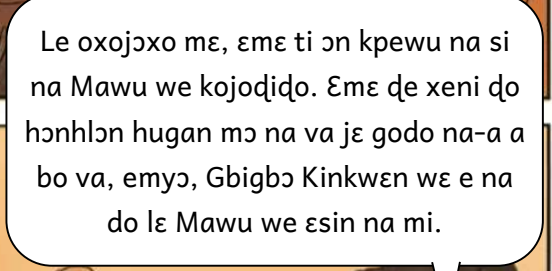 Le oxojɔxo mɛ, ɛmɛ ti ɔn kpewu na si
na Mawu we kojoɖiɖo. Ɛmɛ ɖe xeni ɖo
hɔnhlɔn hugan mɔ na va jɛ godo na-a a
bo va, emyɔ, Gbigbɔ Kinkwɛn wɛ e na
do lɛ Mawu we ɛsin na mi.